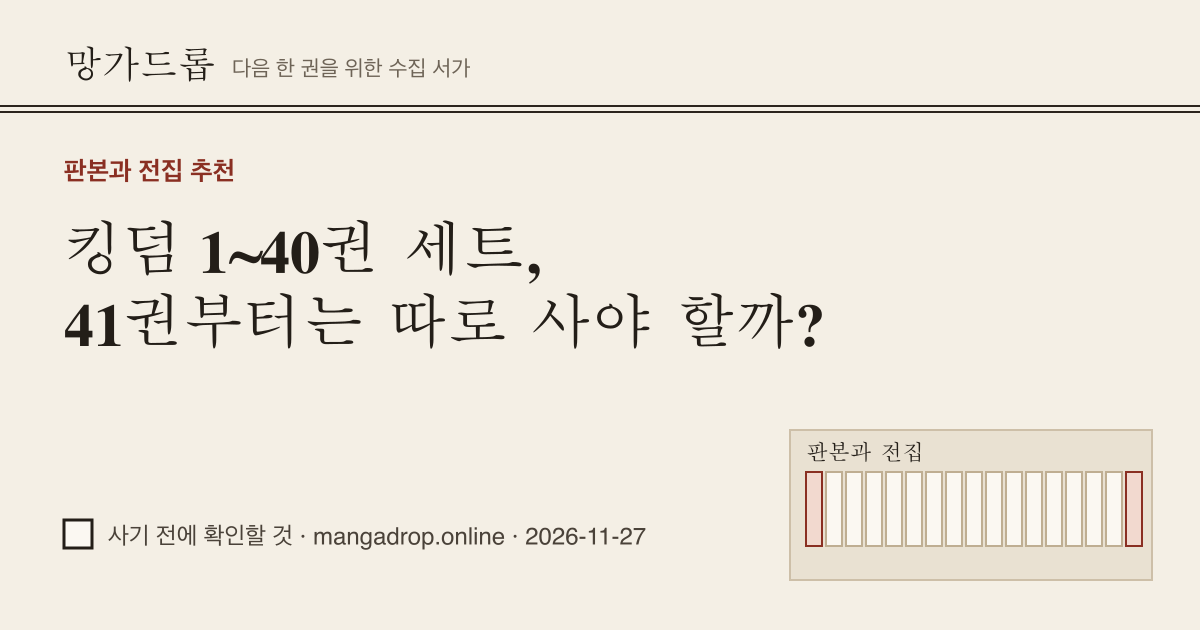 망가드롭 다음 한 권을 위한 수집 서가
판본과 전집 추천
킹덤 1~40권 세트,
41권부터는 따로 사야 할까?
판본과 전집
사기 전에 확인할 것 · mangadrop.online · 2026-11-27